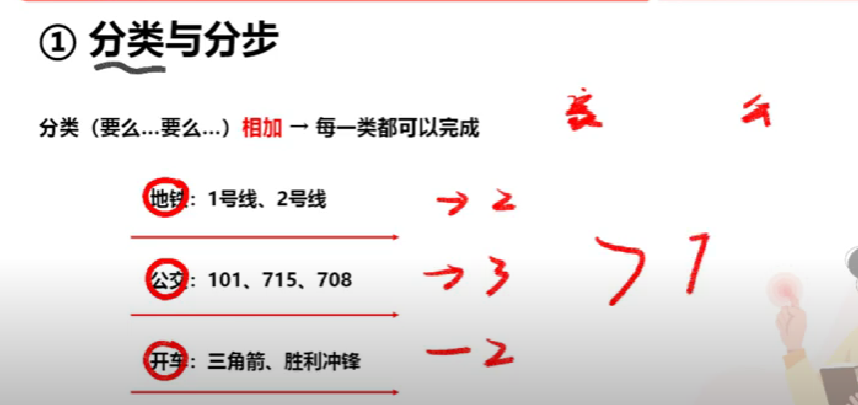 ① 分类与分步
分类（要么…要么…）相加 → 每一类都可以完成 要 么
地铁：1号线、2号线 → 2
公交：101、715、708 → 3 > 7
开车：三角箭、胜利冲锋 — 2